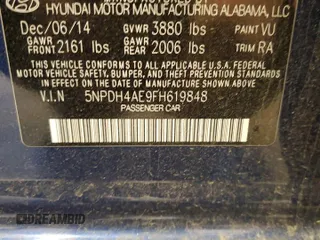 MANUFACTURED BY
HYUNDAI MOTOR MANUFACTURING ALABAMA, LLC
Dec/06/14 GVWR 3880 lbs PAINT VU
GAWR FRONT 2161 lbs GAWR REAR 2006 lbs TRIM RA
THIS VEHICLE CONFORMS TO ALL APPLICABLE U.S.A FEDERAL
MOTOR VEHICLE SAFETY, BUMPER, AND THEFT PREVENTION
STANDARDS IN EFFECT ON THE DATE OF MANUFACTURE SHOWN ABOVE.
V.I.N 5NPDH4AE9FH619848
PASSENGER CAR
DREAMBID